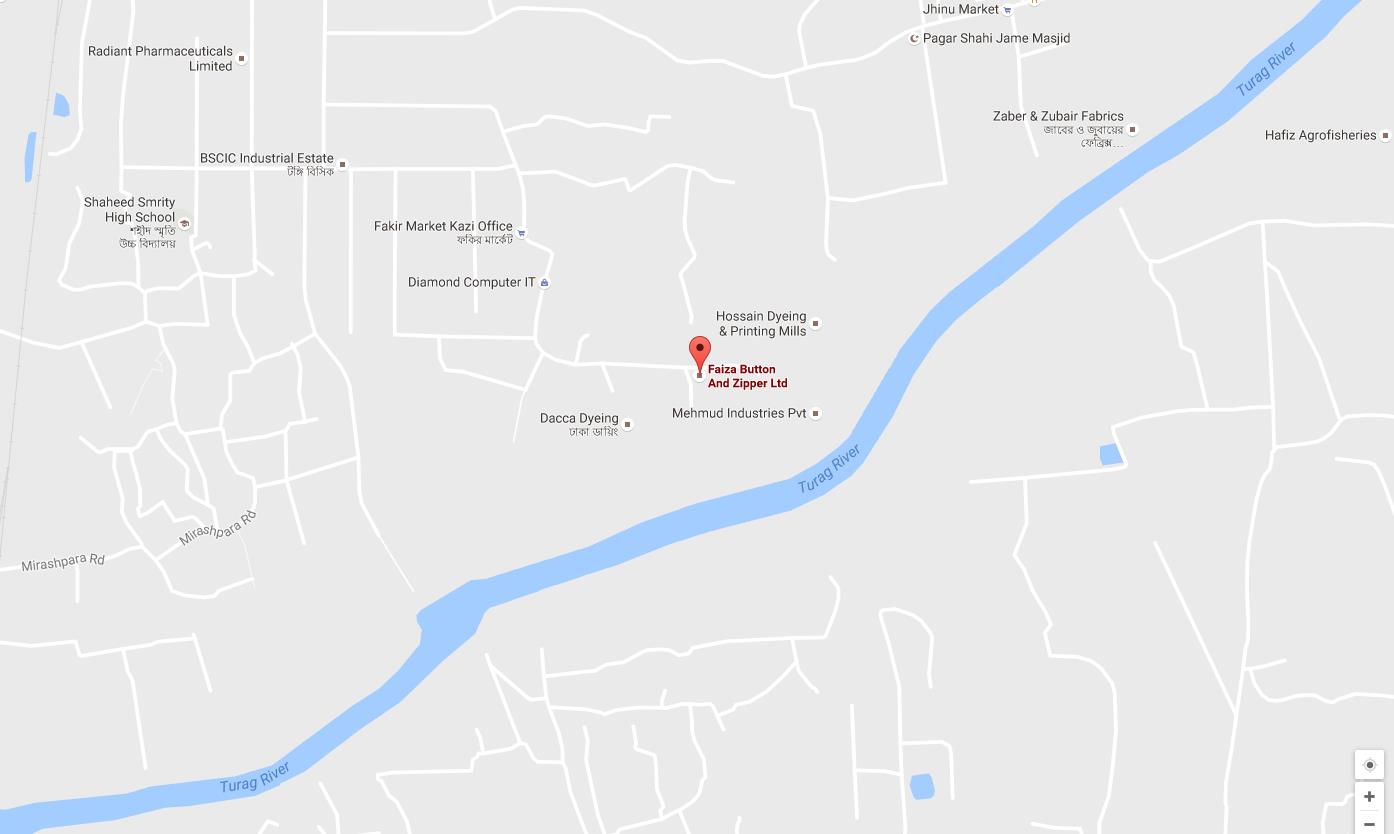 Jhinu Market
Pagar Shahi Jame Masjid
Radiant Pharmaceuticals
Limited
Turag River
Zaber & Zubair Fabrics
জাবের ও জুবায়ের
ফেব্রিক্স...
Hafiz Agrofisheries
BSCIC Industrial Estate
টঙ্গি বিসিক
Shaheed Smrity
High School
শহীদ স্মৃতি
উচ্চ বিদ্যালয়
Fakir Market Kazi Office
ফকির মার্কেট
Diamond Computer IT
Hossain Dyeing
& Printing Mills
Faiza Button
And Zipper Ltd
Mehmud Industries Pvt
Dacca Dyeing
ঢাকা ডায়িং
Turag River
Mirashpara Rd
Mirashpara Rd
Turag River